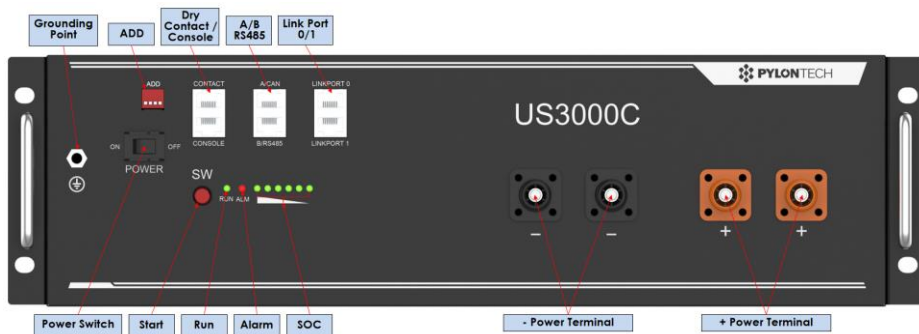 Grounding
Point
ADD
Dry
Contact /
Console
A/B
RS485
Link Port
0/1
ADD
CONTACT
A/CAN
LINKPORT 0
PYLONTECH
US3000C
ON
OFF
POWER
CONSOLE
B/RS485
LINKPORT 1
SW
RUN
ALM
−
−
+
+
Power Switch
Start
Run
Alarm
SOC
- Power Terminal
+ Power Terminal